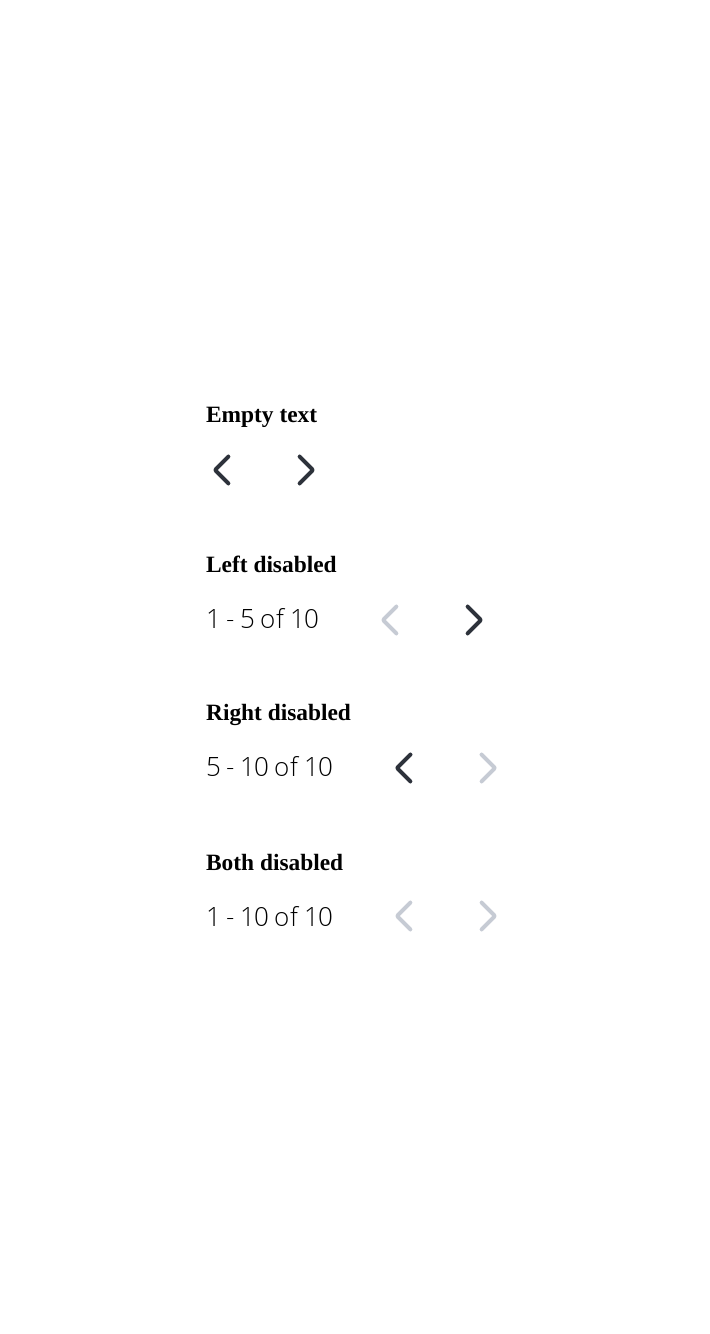 Empty text
Left disabled
1 - 5 of 10
Right disabled
5 - 10 of 10
Both disabled
1 - 10 of 10